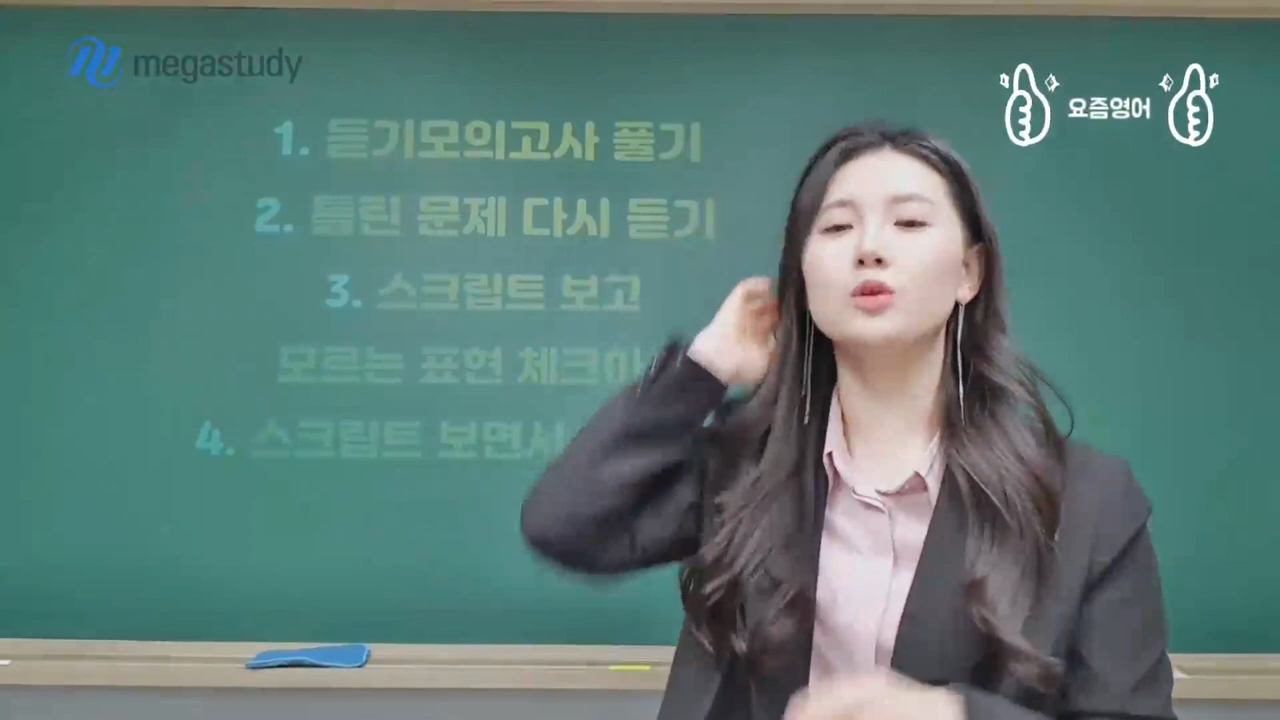 megastudy
요즘영어
1. 듣기모의고사 풀기
2. 틀린 문제 다시 듣기
3. 스크립트 보고
모르는 표현 체크하
4. 스크립트 보면서